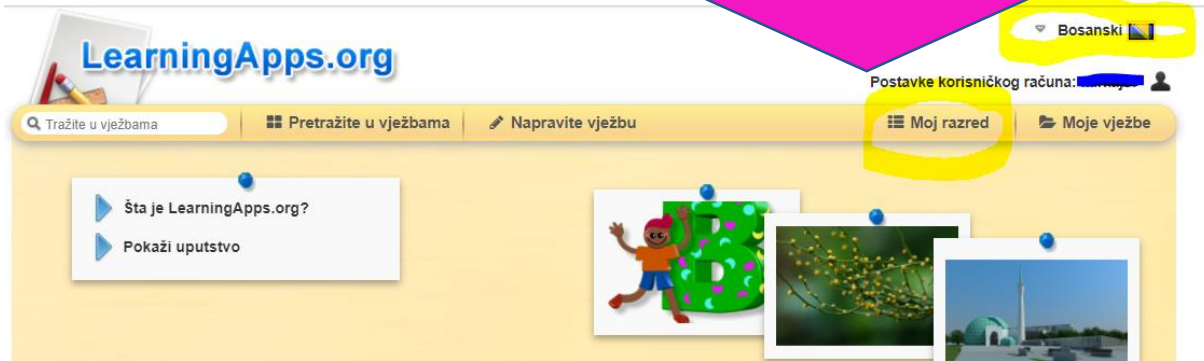 LearningApps.org
Bosanski
Postavke korisničkog računa:
Tražite u vježbama
Pretražite u vježbama
Napravite vježbu
Moj razred
Moje vježbe
Šta je LearningApps.org?
Pokaži uputstvo
B